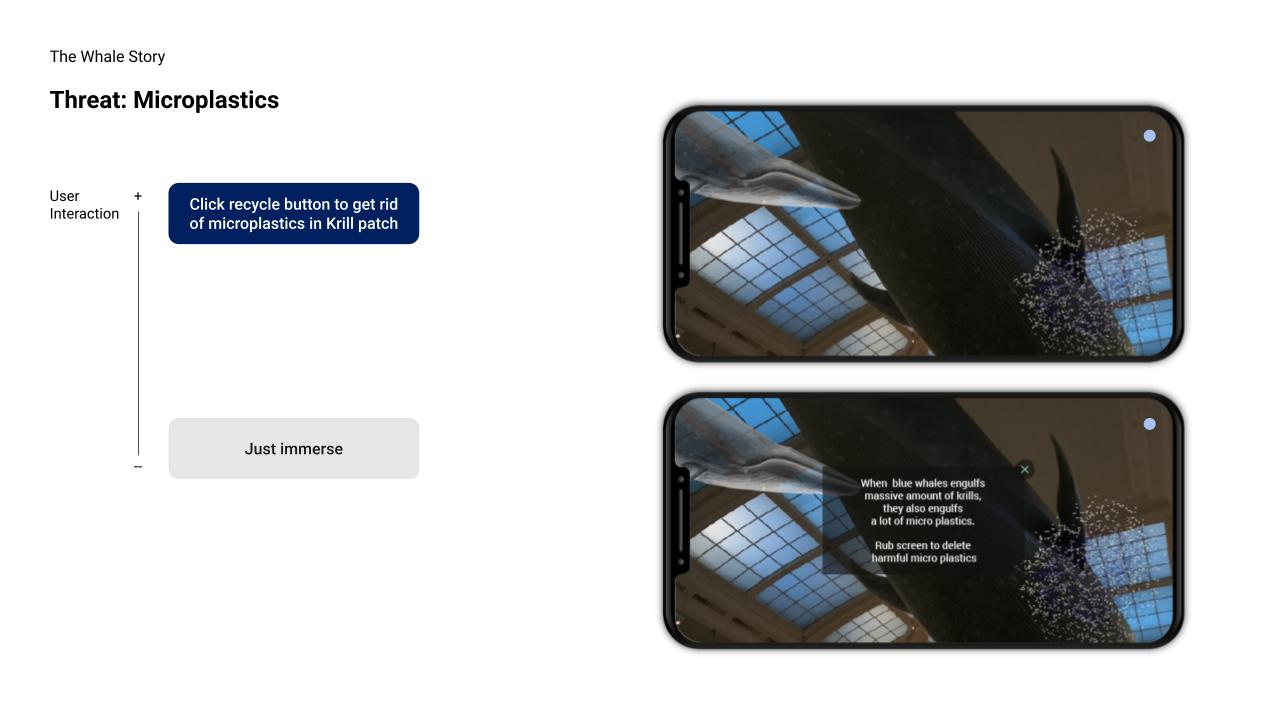 The Whale Story
Threat: Microplastics
User
Interaction
+
--
Click recycle button to get rid
of microplastics in Krill patch
Just immerse
When blue whales engulfs
massive amount of krills,
they also engulfs
a lot of micro plastics.
Rub screen to delete
harmful micro plastics